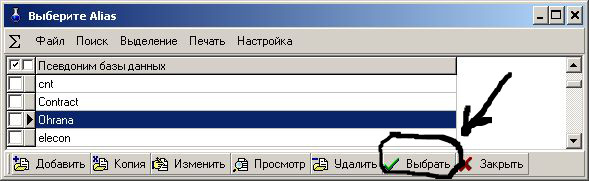 Выберите Alias
Σ Файл Поиск Выделение Печать Настройка
Псевдоним базы данных
cnt
Contract
Ohrana
elecon
Добавить Копия Изменить Просмотр Удалить Выбрать Закрыть